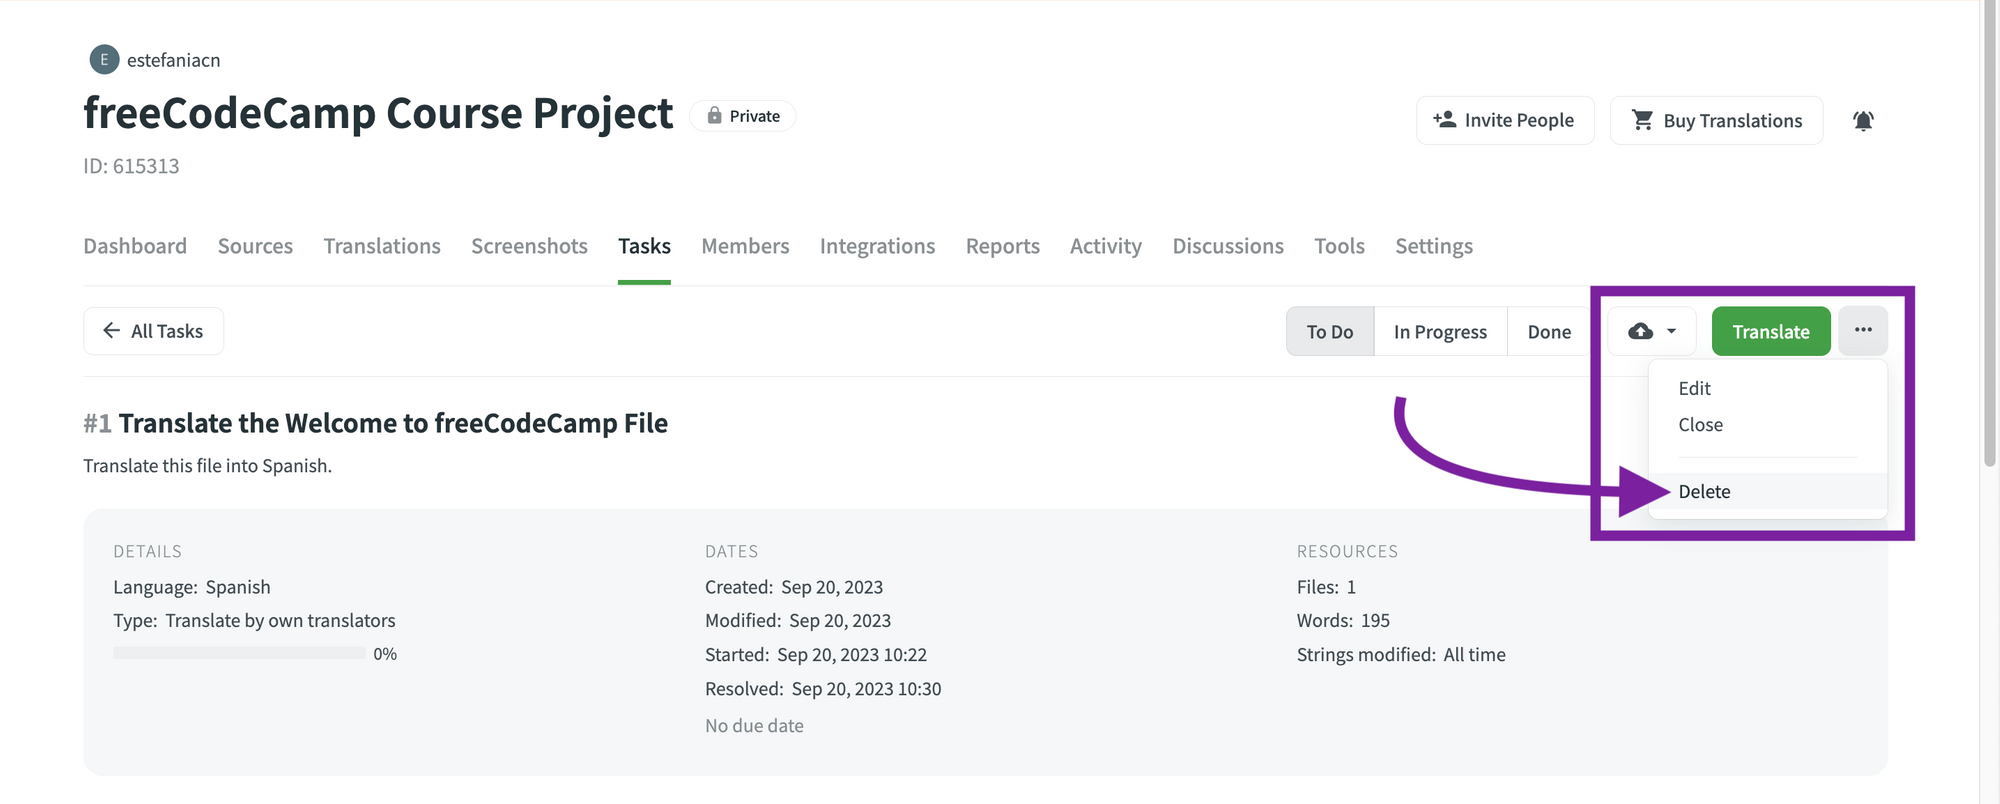 E estefaniacn
freeCodeCamp Course Project Private
Invite People Buy Translations
ID: 615313
Dashboard Sources Translations Screenshots Tasks Members Integrations Reports Activity Discussions Tools Settings
All Tasks To Do In Progress Done Translate
Edit
Close
Delete
#1 Translate the Welcome to freeCodeCamp File
Translate this file into Spanish.
DETAILS
Language: Spanish
Type: Translate by own translators
0%
DATES
Created: Sep 20, 2023
Modified: Sep 20, 2023
Started: Sep 20, 2023 10:22
Resolved: Sep 20, 2023 10:30
No due date
RESOURCES
Files: 1
Words: 195
Strings modified: All time